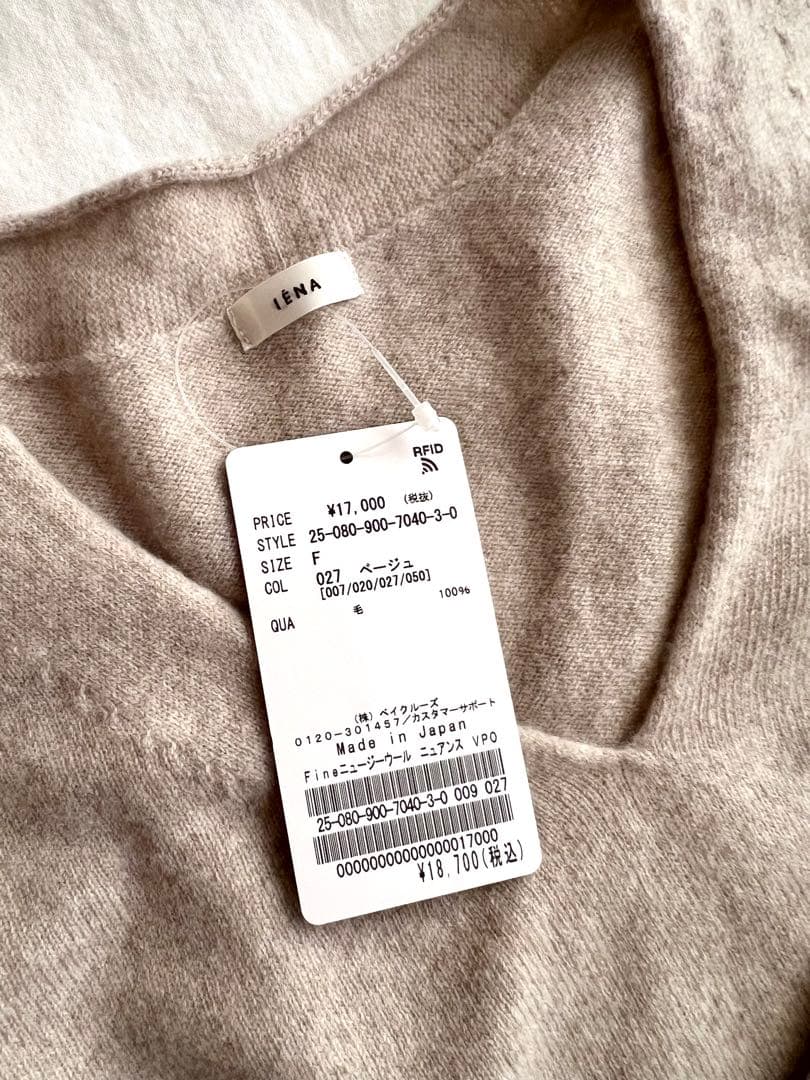 IÉNA
RFID
PRICE ¥17,000 (税抜)
STYLE 25-080-900-7040-3-0
SIZE F
COL 027 ベージュ
[007/020/027/050]
QUA 毛 100%
(株) ベイクルーズ
0120-301457/カスタマーサポート
Made in Japan
Fineニュージーウール ニュアンス VPO
25-080-900-7040-3-0 009 027
00000000000000017000
¥18,700(税込)